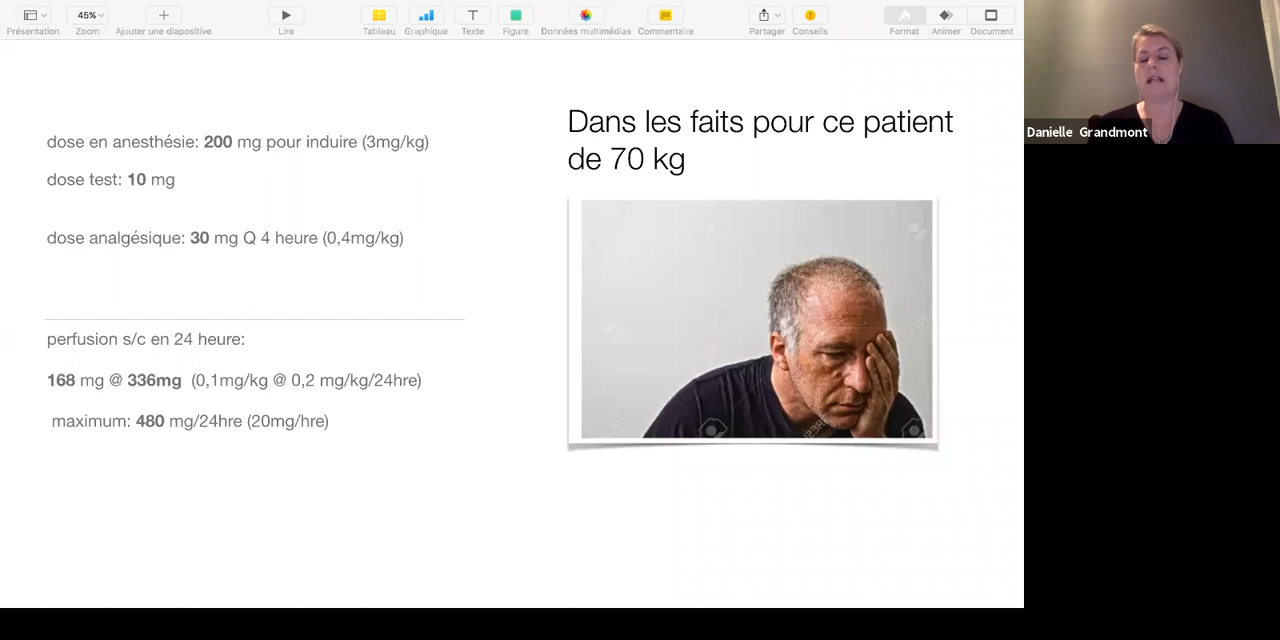 Présentation
45%
Zoom
Ajouter une diapositive
Lire
Tableau
Graphique
T
Texte
Figure
Données multimédias
Commentaire
Partager
?
Conseils
Format
Animer
Document
dose en anesthésie: 200 mg pour induire (3mg/kg)
dose test: 10 mg
dose analgésique: 30 mg Q 4 heure (0,4mg/kg)
perfusion s/c en 24 heure:
168 mg @ 336mg (0,1mg/kg @ 0,2 mg/kg/24hre)
maximum: 480 mg/24hre (20mg/hre)
Dans les faits pour ce patient
de 70 kg
Danielle Grandmont